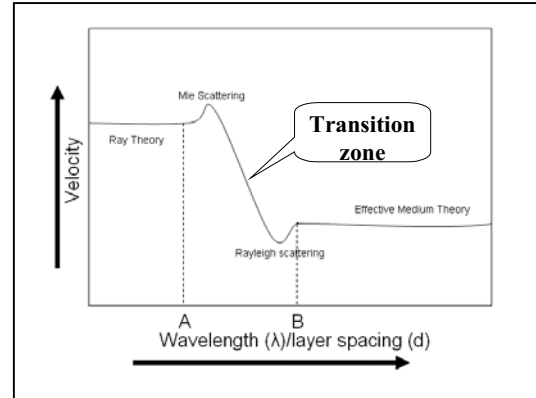 Mie Scattering
Transition
zone
Ray Theory
Velocity
Effective Medium Theory
Rayleigh scattering
A
B
Wavelength (λ)/layer spacing (d)